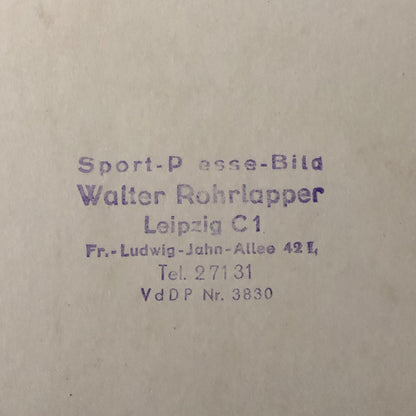 Sport-P esse-Bild
Walter Rohrlapper
Leipzig C1
Fr.-Ludwig-Jahn-Allee 42 I,
Tel. 27131
VdDP Nr. 3830